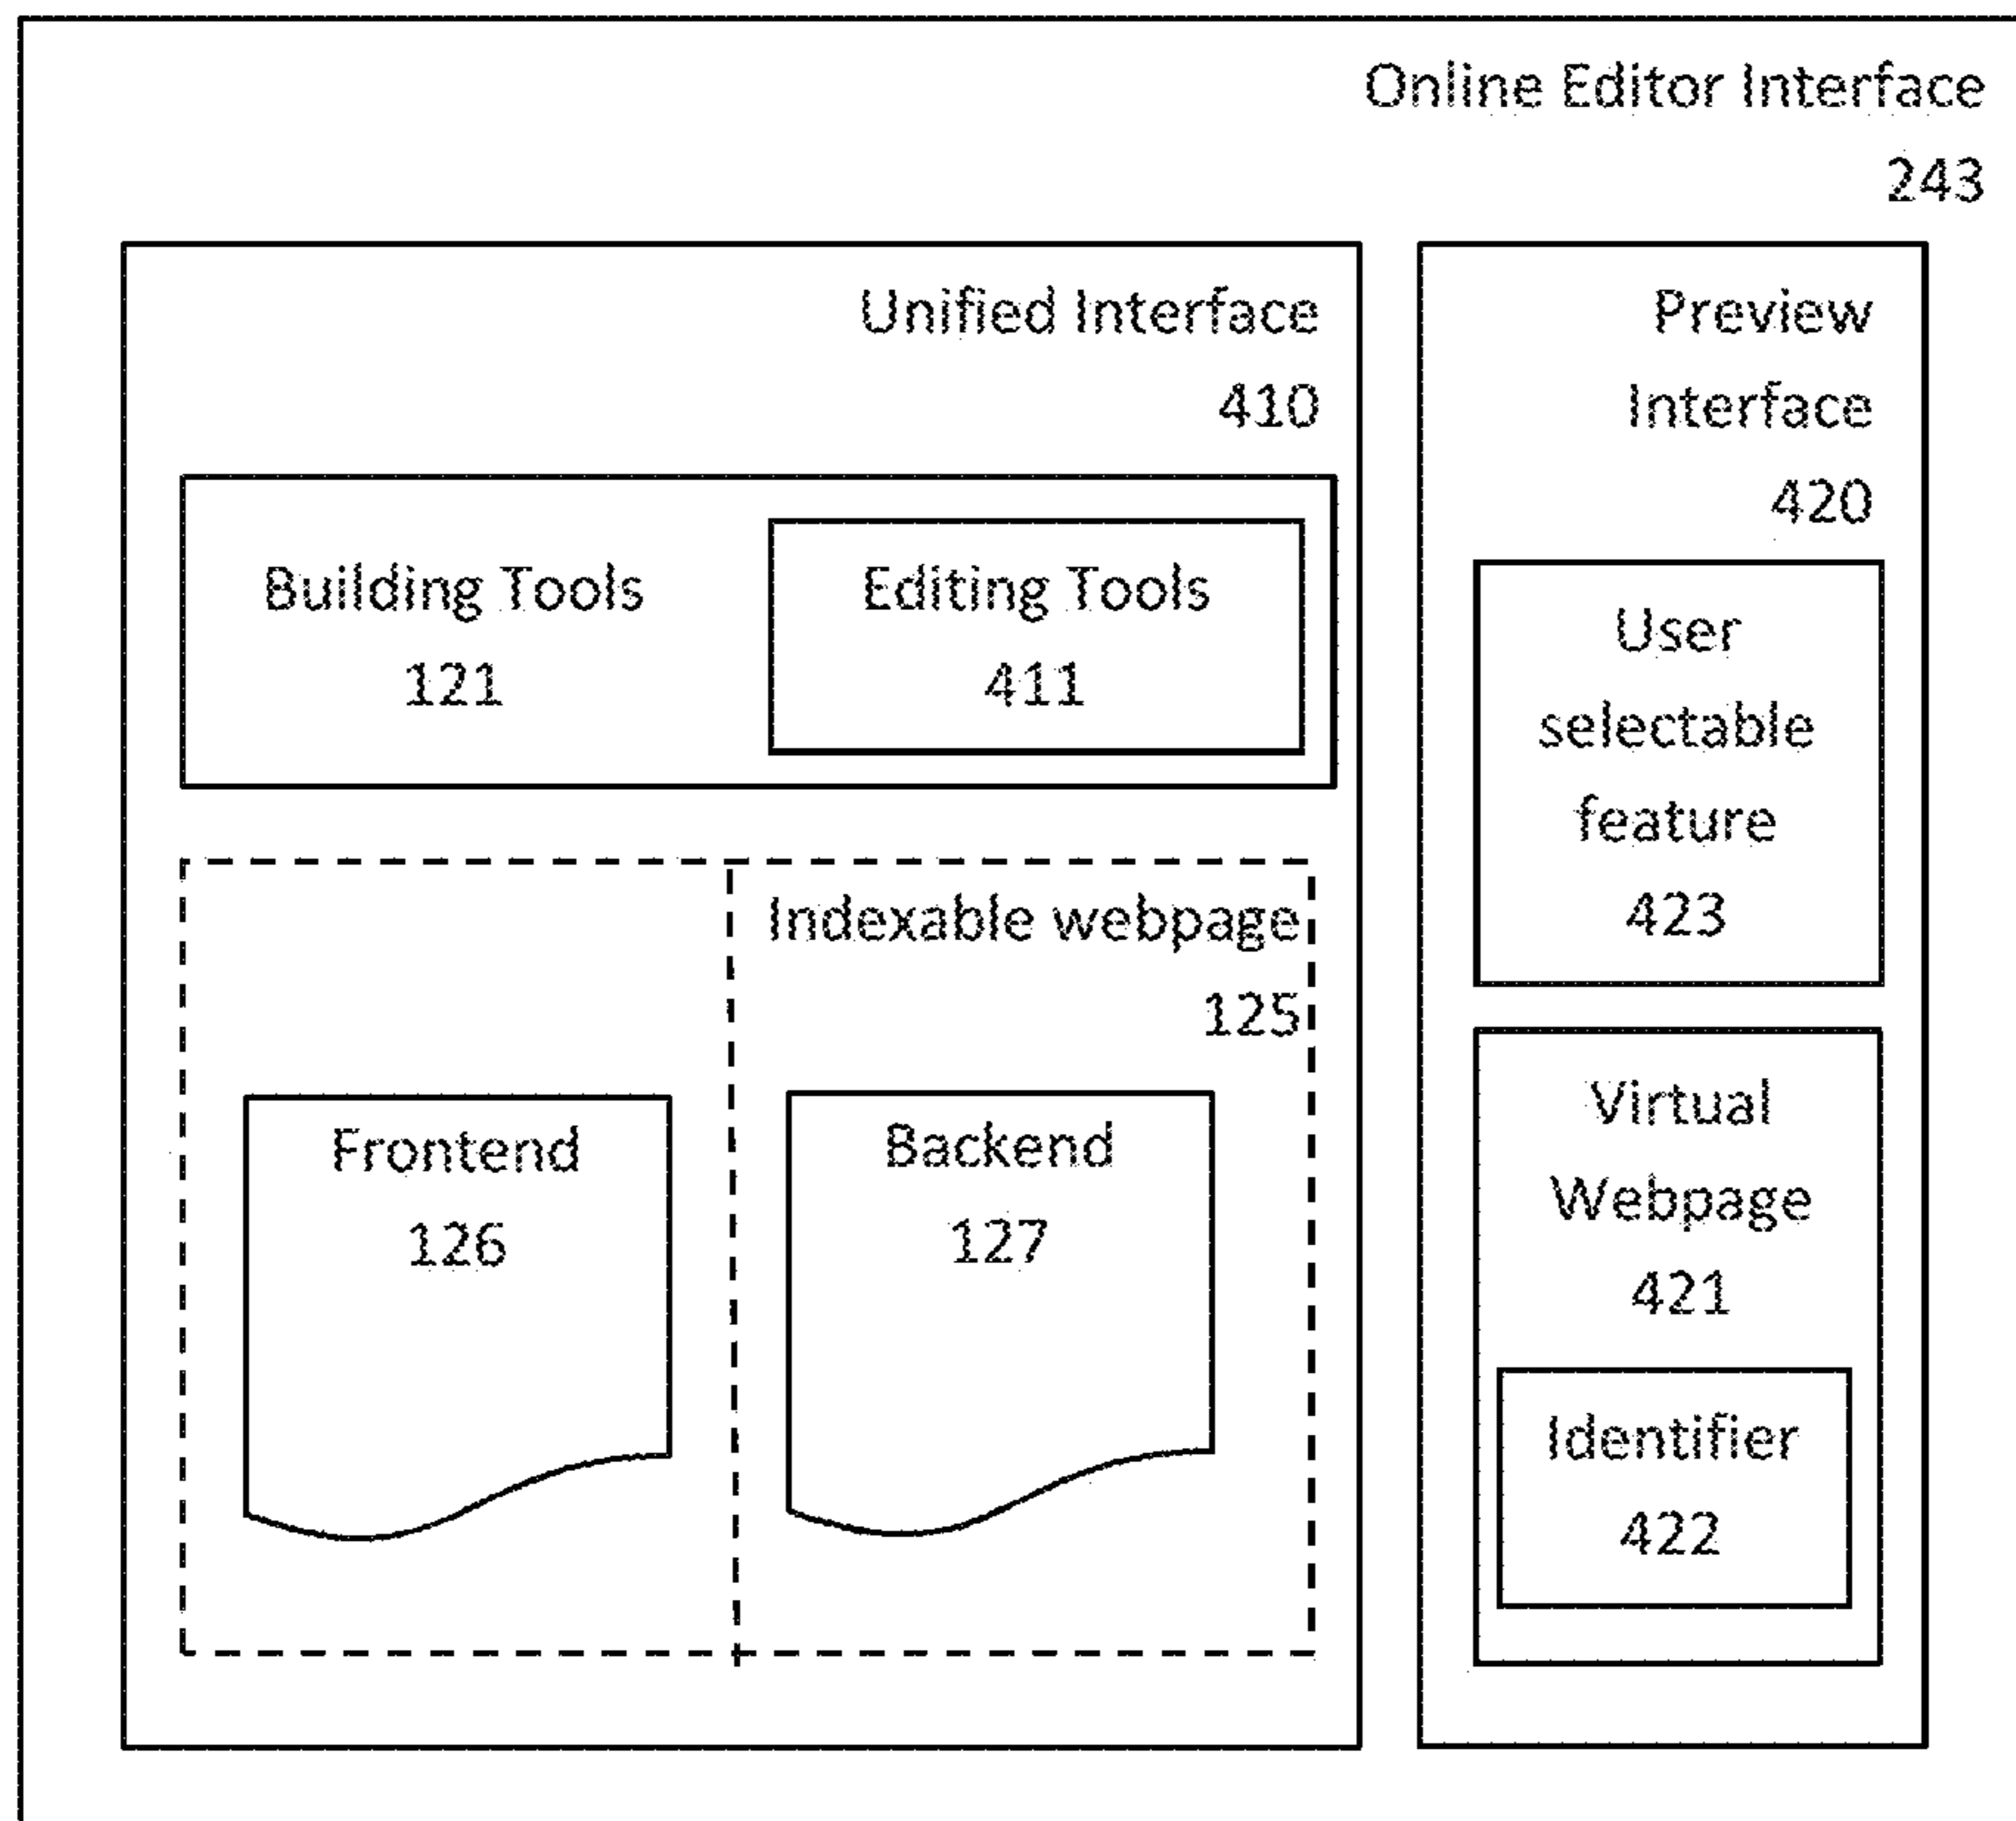 Online Editor Interface
243
Unified Interface
410
Building Tools
121
Editing Tools
411
Indexable webpage
125
Frontend
126
Backend
127
Preview
Interface
420
User
selectable
feature
423
Virtual
Webpage
421
Identifier
422